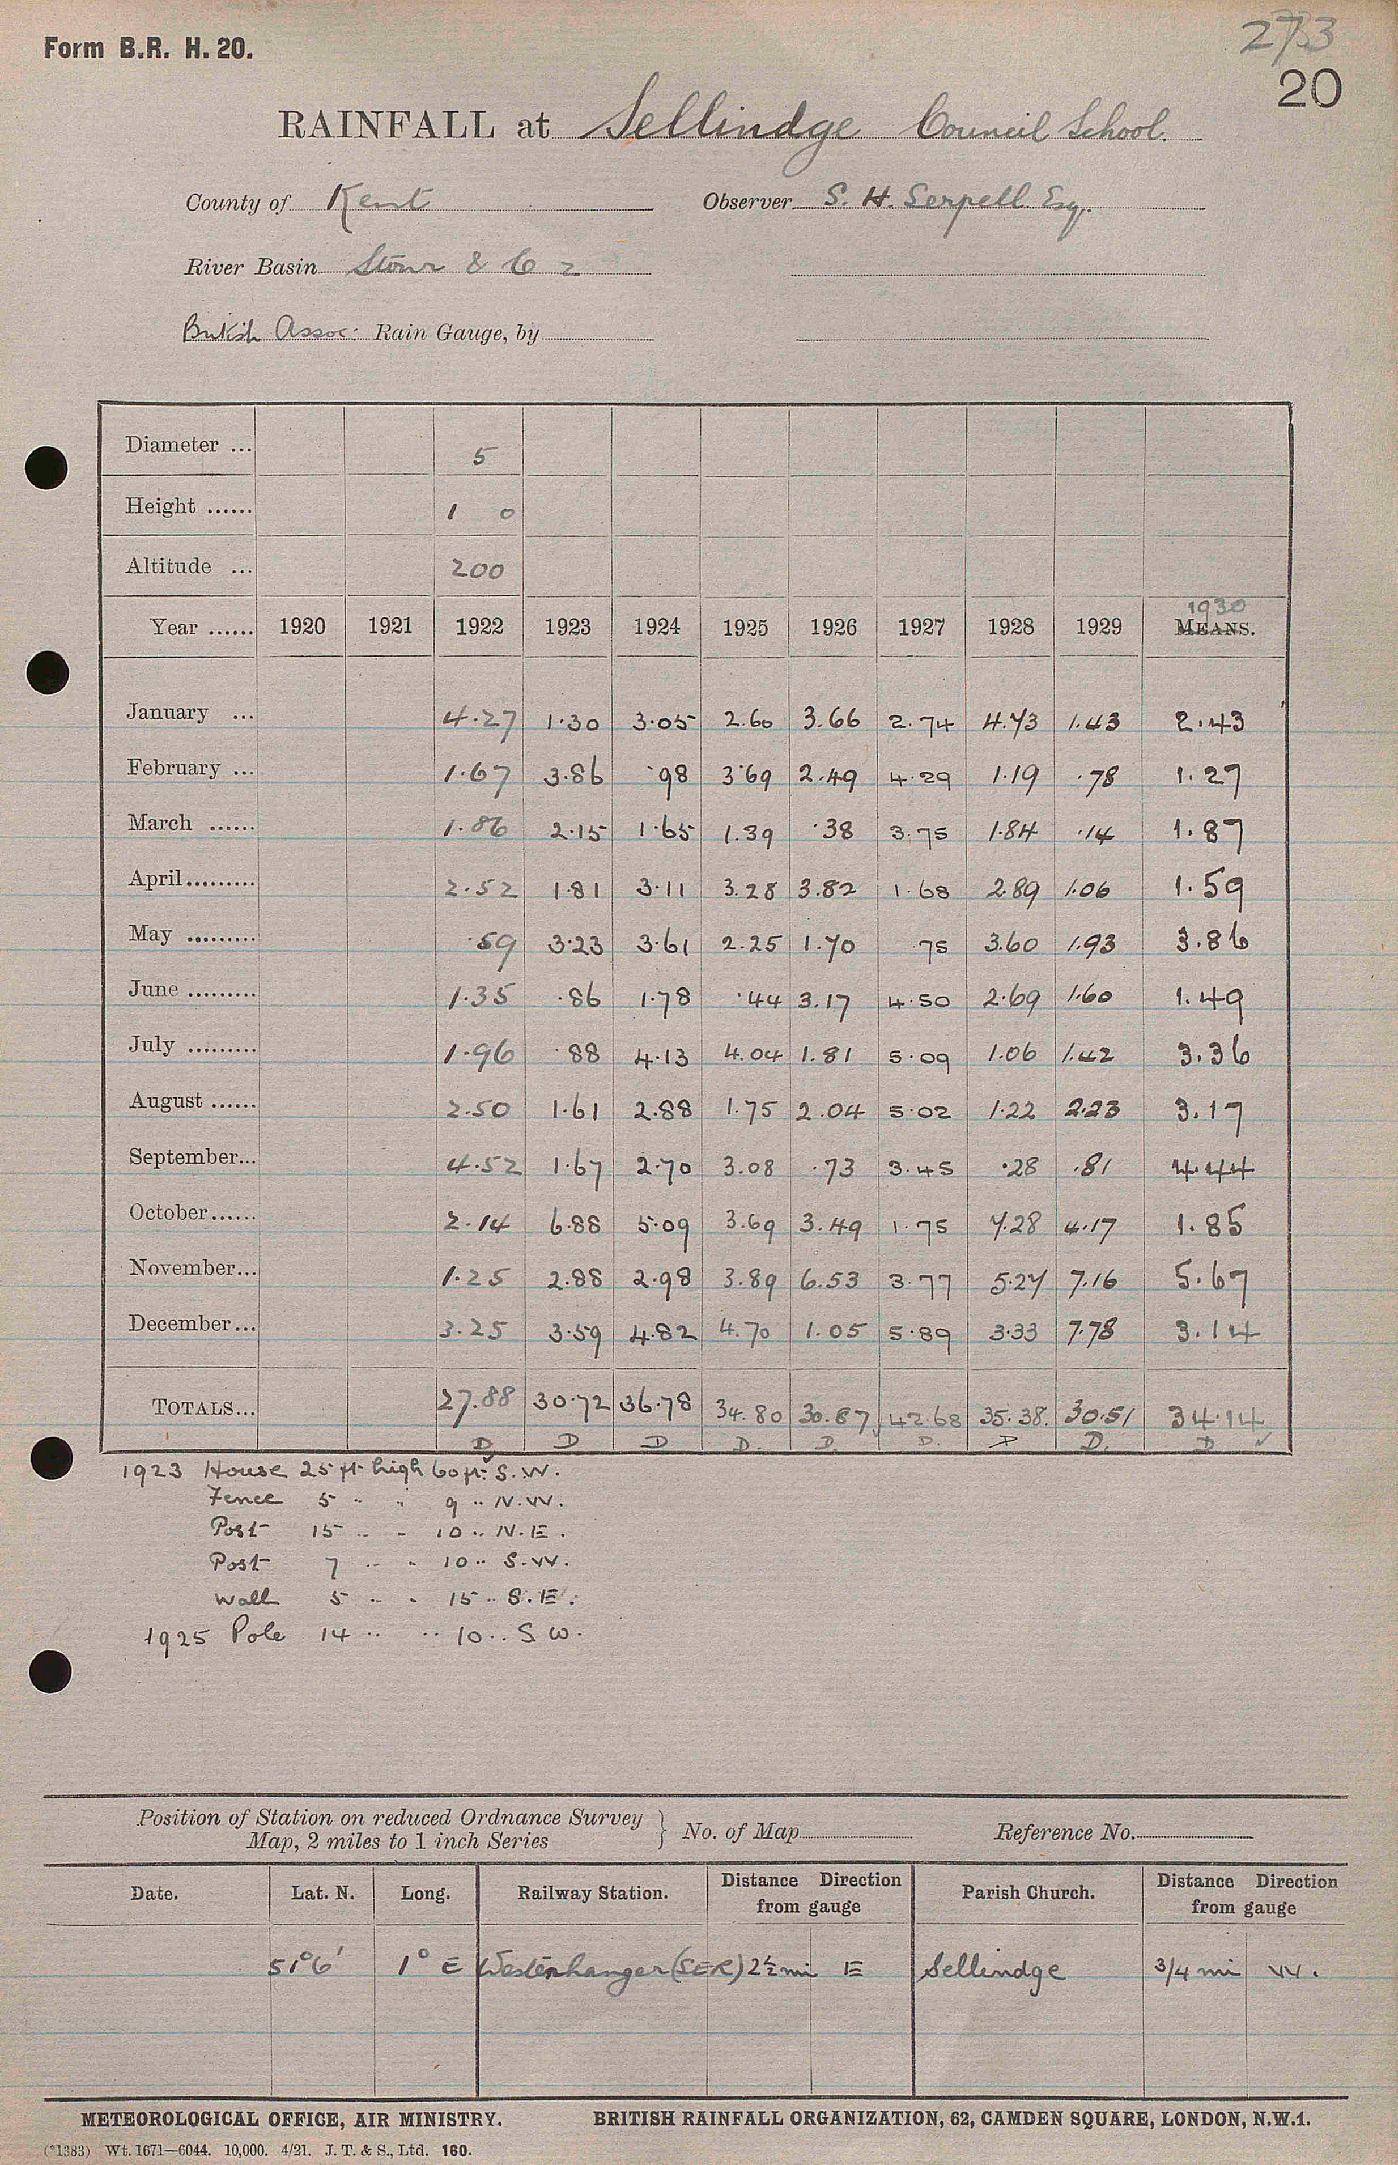 Form B.R. H. 20.
273
20
RAINFALL at Sellindge Council School.
County of Kent Observer S. H. Serpell Esq.
River Basin Stour & C 2
British Assoc: Rain Gauge, by
Diameter ... 5
Height ...... 1 0
Altitude ... 200
1930
Year ...... 1920 1921 1922 1923 1924 1925 1926 1927 1928 1929 MEANS.
January ... 4.27 1.30 3.05 2.60 3.66 2.74 4.73 1.43 2.43
February ... 1.67 3.86 .98 3.69 2.49 4.29 1.19 .78 1.27
March ...... 1.86 2.15 1.65 1.39 .38 3.75 1.84 .14 1.87
April ......... 2.52 1.81 3.11 3.28 3.82 1.68 2.89 1.06 1.59
May ......... .59 3.23 3.61 2.25 1.70 .75 3.60 1.93 3.86
June ......... 1.35 .86 1.78 .44 3.17 4.50 2.69 1.60 1.49
July ......... 1.96 .88 4.13 4.04 1.81 5.09 1.06 1.42 3.36
August ...... 2.50 1.61 2.88 1.75 2.04 5.02 1.22 2.23 3.17
September... 4.52 1.67 2.70 3.08 .73 3.45 .28 .81 4.44
October...... 2.14 6.88 5.09 3.69 3.49 1.75 7.28 4.17 1.85
November... 1.25 2.88 2.98 3.89 6.53 3.77 5.27 7.16 5.67
December... 3.25 3.59 4.82 4.70 1.05 5.89 3.33 7.78 3.14
TOTALS... 27.88 30.72 36.78 34.80 30.87 42.68 35.38. 30.51 34.14
D D D D. D. D. D D. D ✓
1923 House 25 ft. high 60 ft. S.W.
Fence 5 .. .. 9 .. N.W.
Post 15 .. .. 10 .. N.E.
Post 7 .. .. 10 .. S.W.
Wall 5 .. .. 15 .. S.E.
1925 Pole 14 .. .. 10 .. S W.
Position of Station on reduced Ordnance Survey
Map, 2 miles to 1 inch Series } No. of Map Reference No.
Date. Lat. N. Long. Railway Station. Distance Direction from gauge Parish Church. Distance Direction from gauge
51° 6' 1° E Westenhanger (SER) 2½ mi E Sellindge 3/4 mi W.
METEOROLOGICAL OFFICE, AIR MINISTRY. BRITISH RAINFALL ORGANIZATION, 62, CAMDEN SQUARE, LONDON, N.W.1.
(*1383) Wt. 1671—6044. 10,000. 4/21. J. T. & S., Ltd. 160.